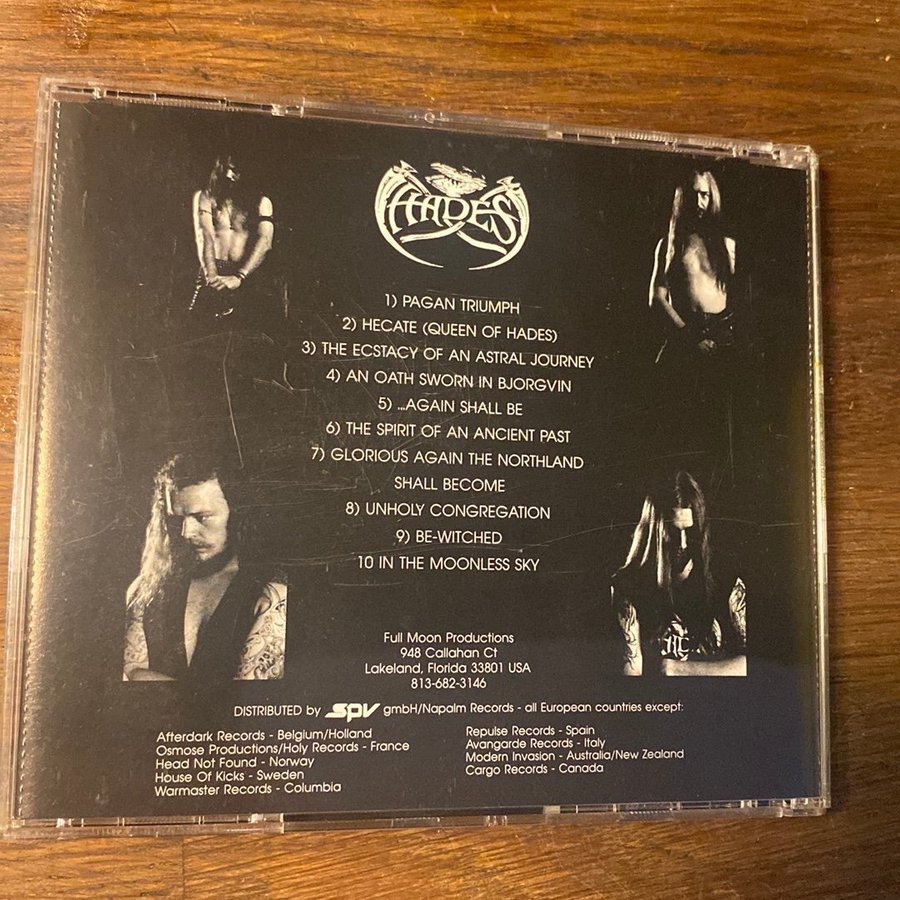 HADES
1) PAGAN TRIUMPH
2) HECATE (QUEEN OF HADES)
3) THE ECSTACY OF AN ASTRAL JOURNEY
4) AN OATH SWORN IN BJORGVIN
5) ...AGAIN SHALL BE
6) THE SPIRIT OF AN ANCIENT PAST
7) GLORIOUS AGAIN THE NORTHLAND
SHALL BECOME
8) UNHOLY CONGREGATION
9) BE-WITCHED
10 IN THE MOONLESS SKY
Full Moon Productions
948 Callahan Ct
Lakeland, Florida 33801 USA
813-682-3146
DISTRIBUTED by SPV gmbH/Napalm Records - all European countries except:
Afterdark Records - Belgium/Holland
Osmose Productions/Holy Records - France
Head Not Found - Norway
House Of Kicks - Sweden
Warmaster Records - Columbia
Repulse Records - Spain
Avangarde Records - Italy
Modern Invasion - Australia/New Zealand
Cargo Records - Canada